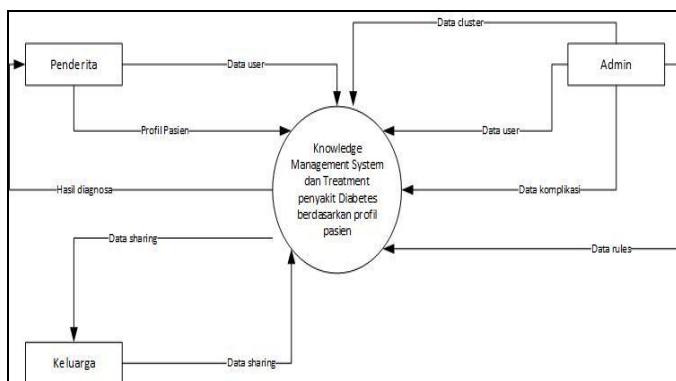 Data cluster
Penderita
Data user
Admin
Profil Pasien
Data user
Knowledge
Management System
dan Treatment
penyakit Diabetes
berdasarkan profil
pasien
Hasil diagnosa
Data komplikasi
Data sharing
Data rules
Keluarga
Data sharing